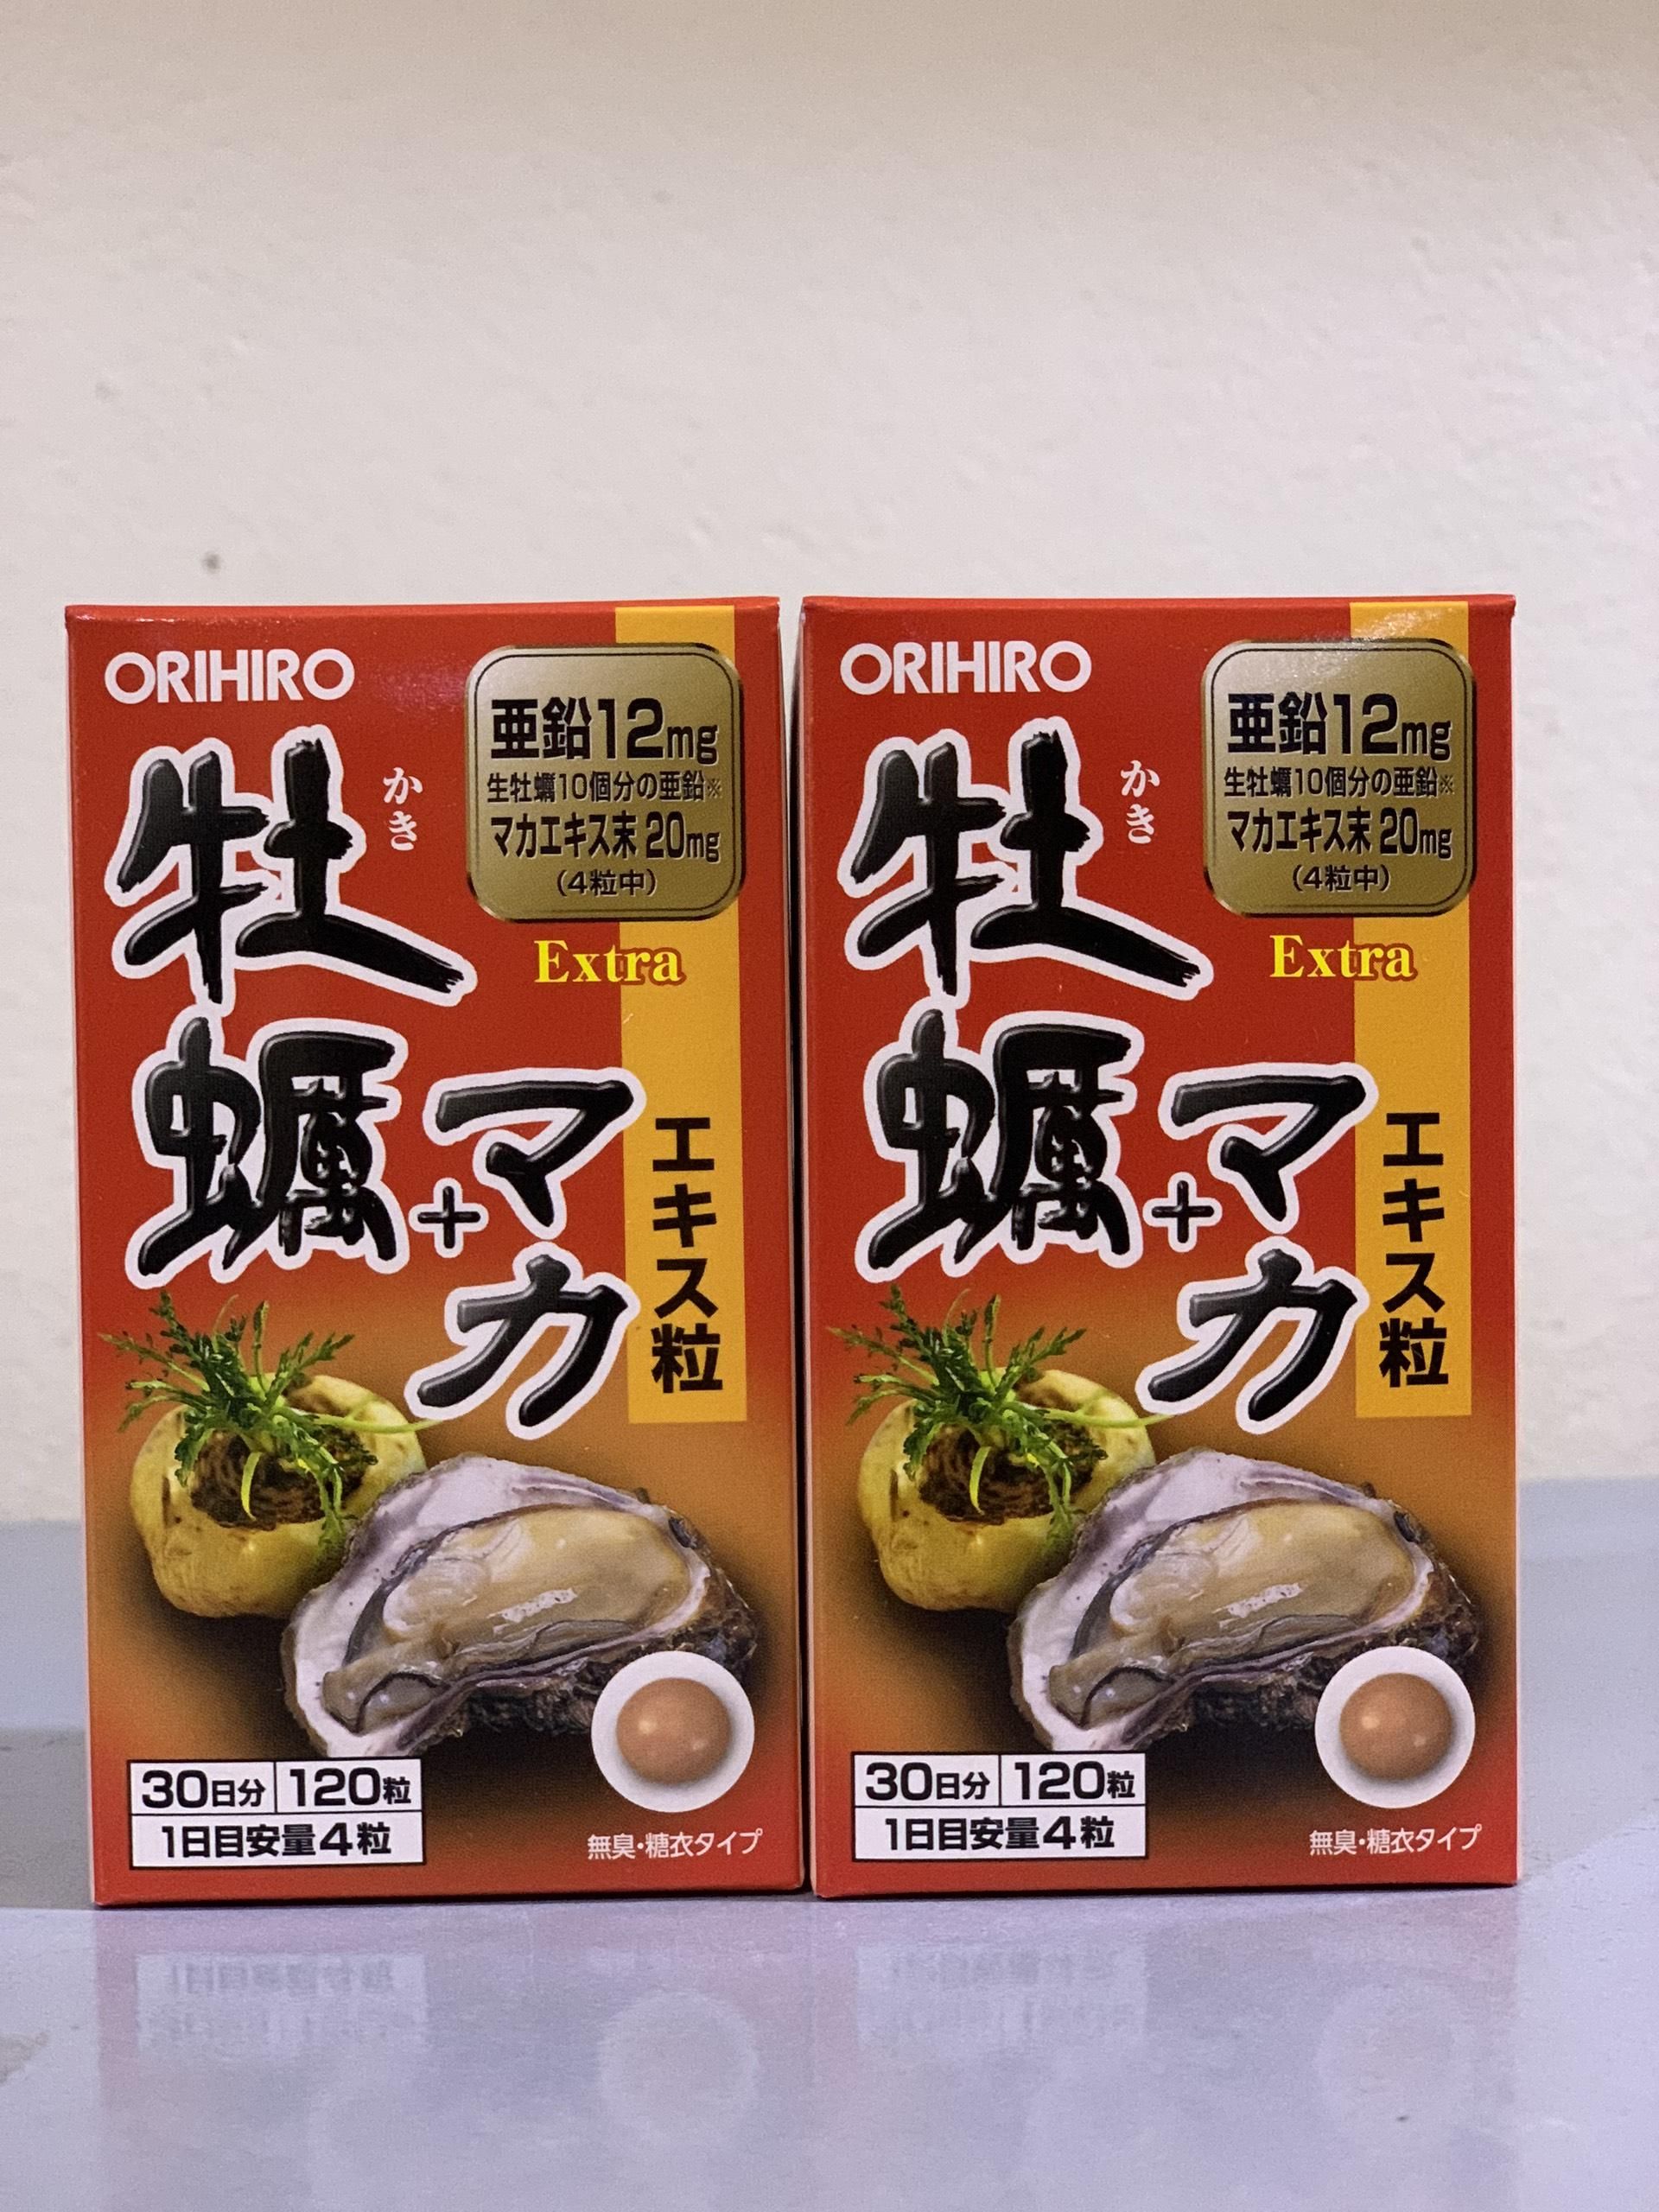 ORIHIRO
亜鉛12mg
生牡蠣10個分の亜鉛※
マカエキス末 20mg
(4粒中)
かき
牡蠣+マカ
Extra
エキス粒
30日分 120粒
1日目安量4粒
無臭・糖衣タイプ
ORIHIRO
亜鉛12mg
生牡蠣10個分の亜鉛※
マカエキス末 20mg
(4粒中)
かき
牡蠣+マカ
Extra
エキス粒
30日分 120粒
1日目安量4粒
無臭・糖衣タイプ